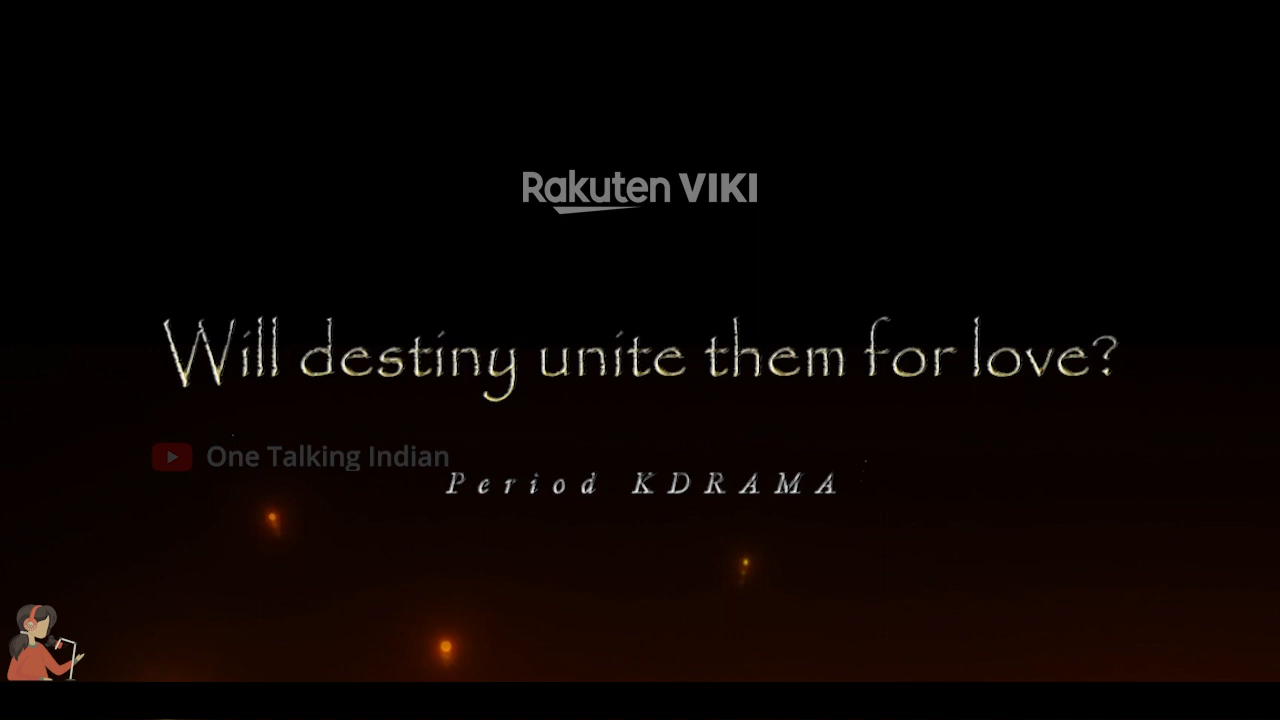 Rakuten VIKI
Will destiny unite them for love?
One Talking Indian
Period KDRAMA